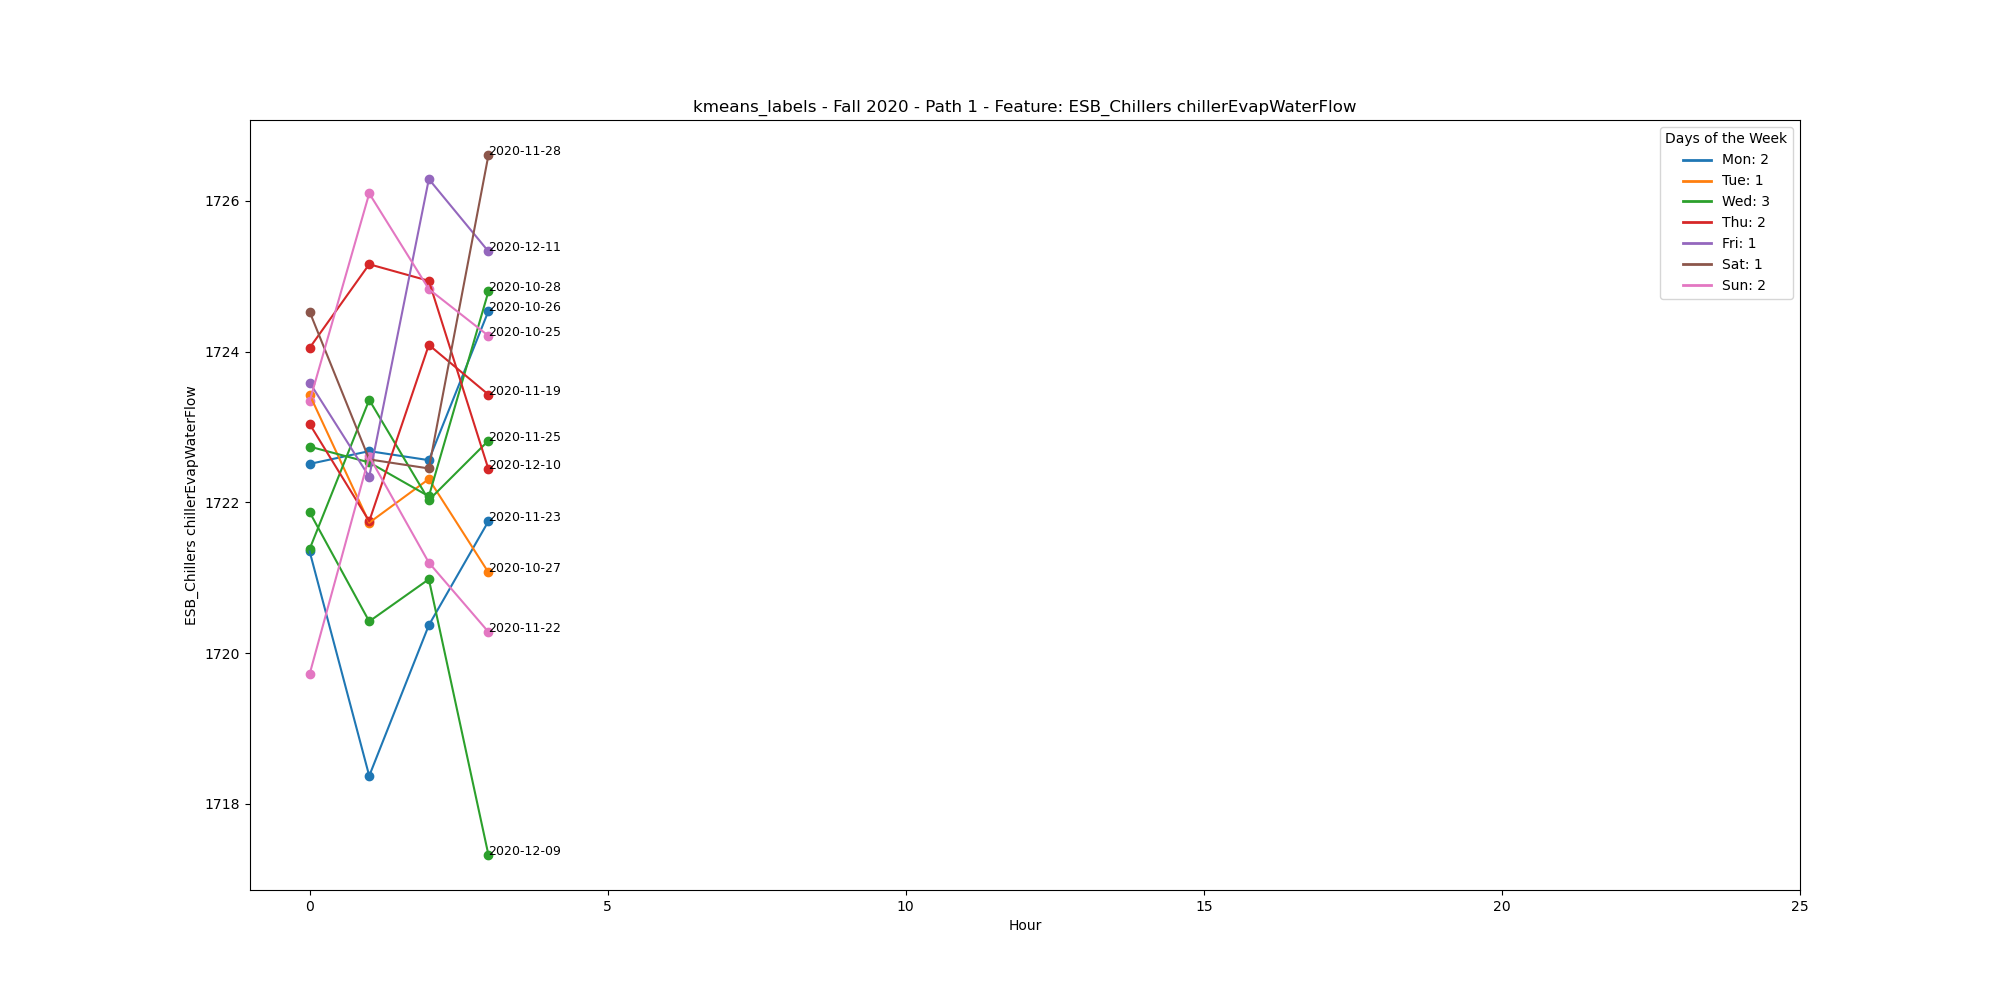 kmeans_labels - Fall 2020 - Path 1 - Feature: ESB_Chillers chillerEvapWaterFlow
Days of the Week
Mon: 2
Tue: 1
Wed: 3
Thu: 2
Fri: 1
Sat: 1
Sun: 2
ESB_Chillers chillerEvapWaterFlow
1726
1724
1722
1720
1718
2020-11-28
2020-12-11
2020-10-28
2020-10-26
2020-10-25
2020-11-19
2020-11-25
2020-12-10
2020-11-23
2020-10-27
2020-11-22
2020-12-09
0 5 10 15 20 25
Hour